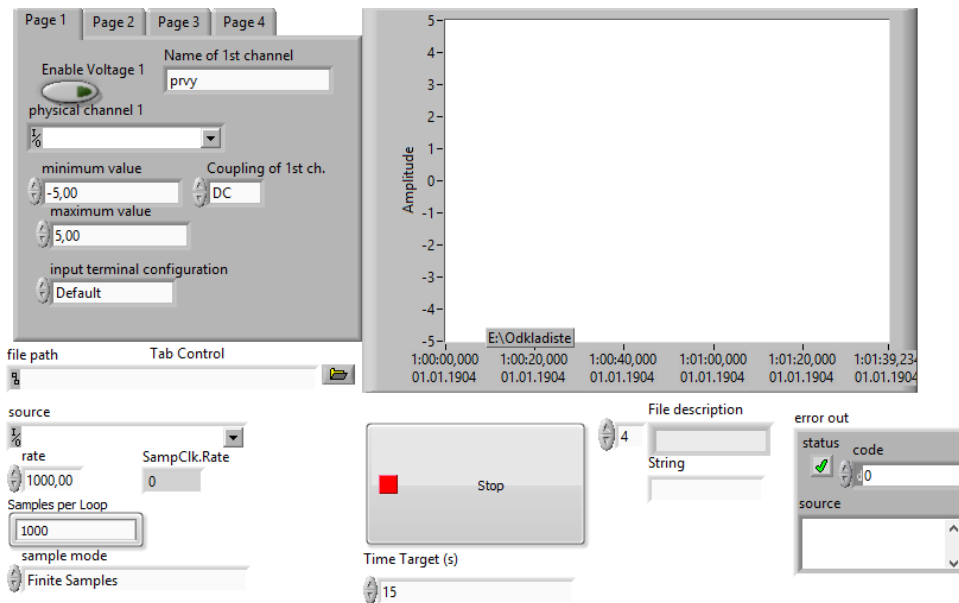 Page 1 Page 2 Page 3 Page 4
Name of 1st channel
Enable Voltage 1
prvy
physical channel 1
I/O
minimum value
Coupling of 1st ch.
-5,00
DC
maximum value
5,00
input terminal configuration
Default
Tab Control
file path
Amplitude
5
4
3
2
1
0
-1
-2
-3
-4
-5
E:\Odkladiste
1:00:00,000 1:00:20,000 1:00:40,000 1:01:00,000 1:01:20,000 1:01:39,234
01.01.1904 01.01.1904 01.01.1904 01.01.1904 01.01.1904 01.01.1904
source
I/O
rate
SampClk.Rate
1000,00
0
Samples per Loop
1000
sample mode
Finite Samples
Stop
Time Target (s)
15
4
File description
String
error out
status
code
0
source